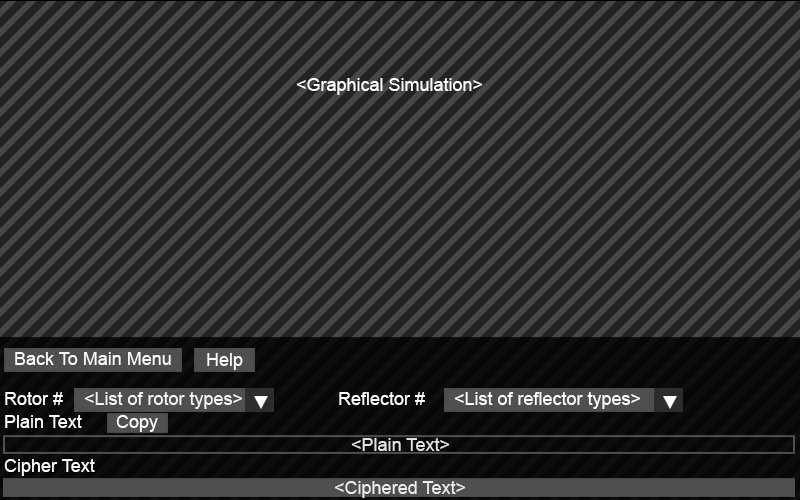 <Graphical Simulation>
Back To Main Menu Help
Rotor # <List of rotor types> Reflector # <List of reflector types>
Plain Text Copy
<Plain Text>
Cipher Text
<Ciphered Text>